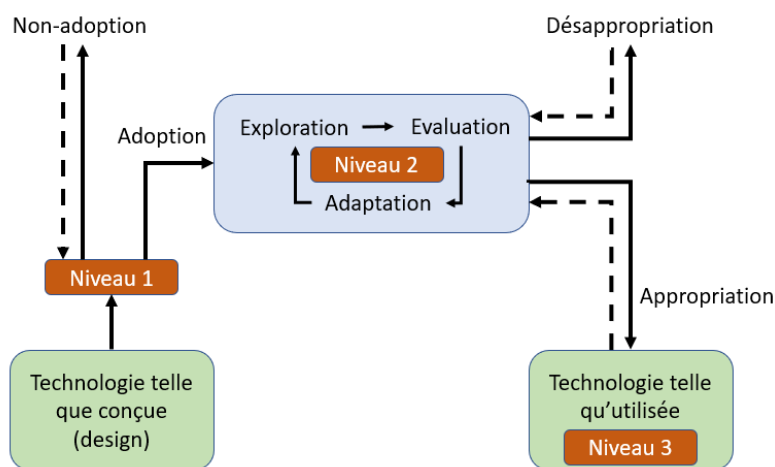 Non-adoption
Désappropriation
Adoption
Exploration
Evaluation
Niveau 2
Adaptation
Niveau 1
Appropriation
Technologie telle
que conçue
(design)
Technologie telle
qu'utilisée
Niveau 3